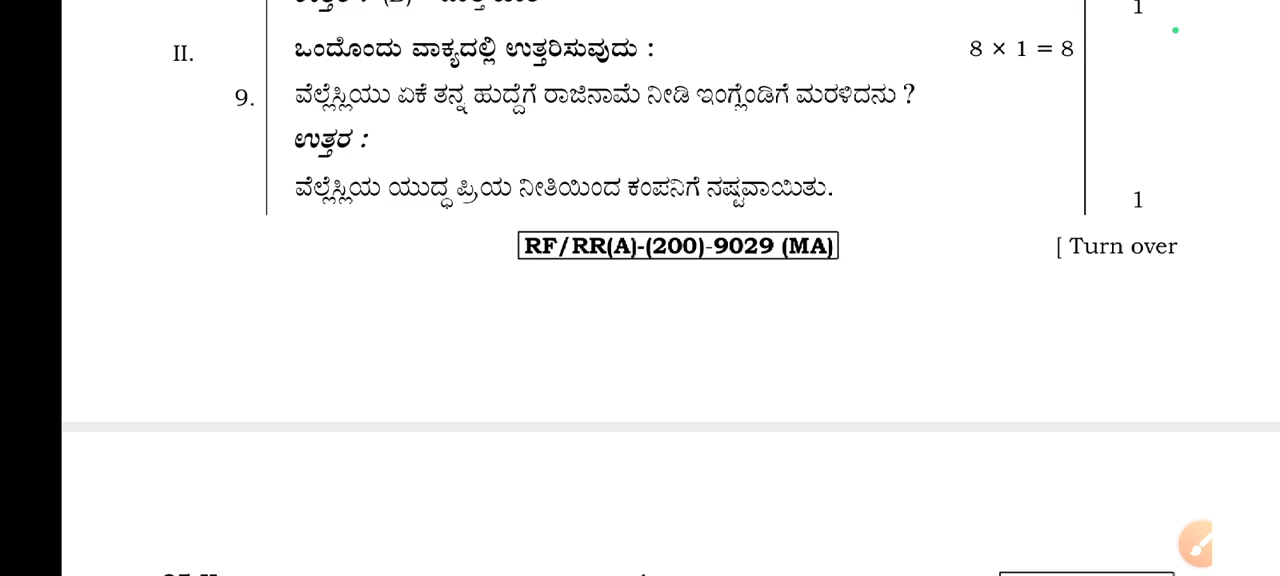 1
II. ಒಂದೊಂದು ವಾಕ್ಯದಲ್ಲಿ ಉತ್ತರಿಸುವುದು : 8 × 1 = 8
9. ವೆಲ್ಲೆಸ್ಲಿಯು ಏಕೆ ತನ್ನ ಹುದ್ದೆಗೆ ರಾಜಿನಾಮೆ ನೀಡಿ ಇಂಗ್ಲೆಂಡಿಗೆ ಮರಳಿದನು ?
ಉತ್ತರ :
ವೆಲ್ಲೆಸ್ಲಿಯ ಯುದ್ಧ ಪ್ರಿಯ ನೀತಿಯಿಂದ ಕಂಪನಿಗೆ ನಷ್ಟವಾಯಿತು. 1
RF/RR(A)-(200)-9029 (MA) [ Turn over